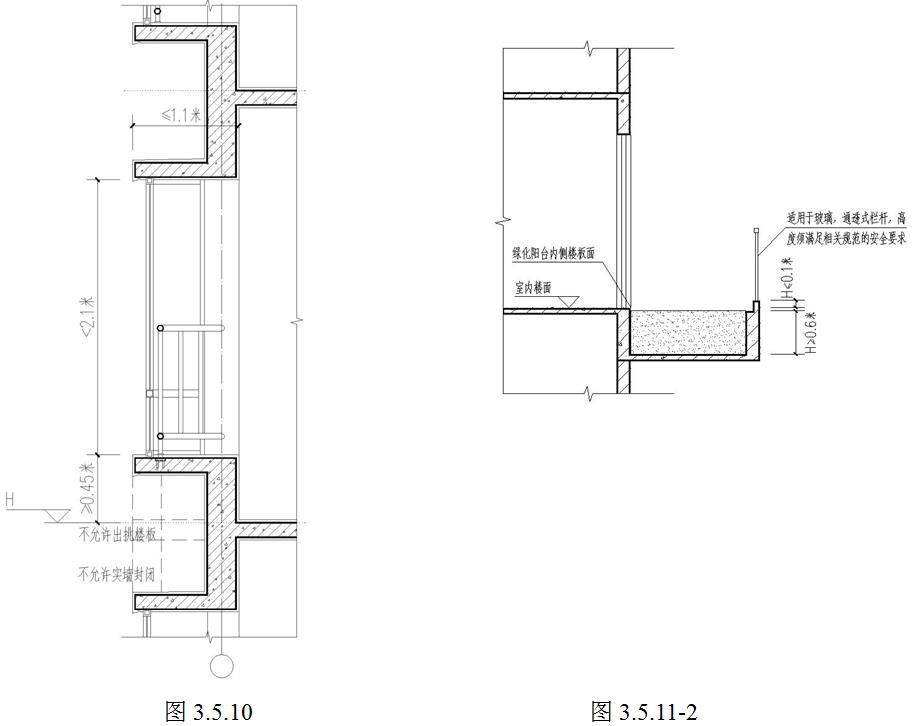 ≤1.1米
<2.1米
≥0.45米
H
不允许出挑楼板
不允许实墙封闭
图 3.5.10
适用于玻璃，通透式栏杆，高
度须满足相关规范的安全要求
绿化阳台内侧楼板面
室内楼面
H≤0.1米
H≥0.6米
图 3.5.11-2